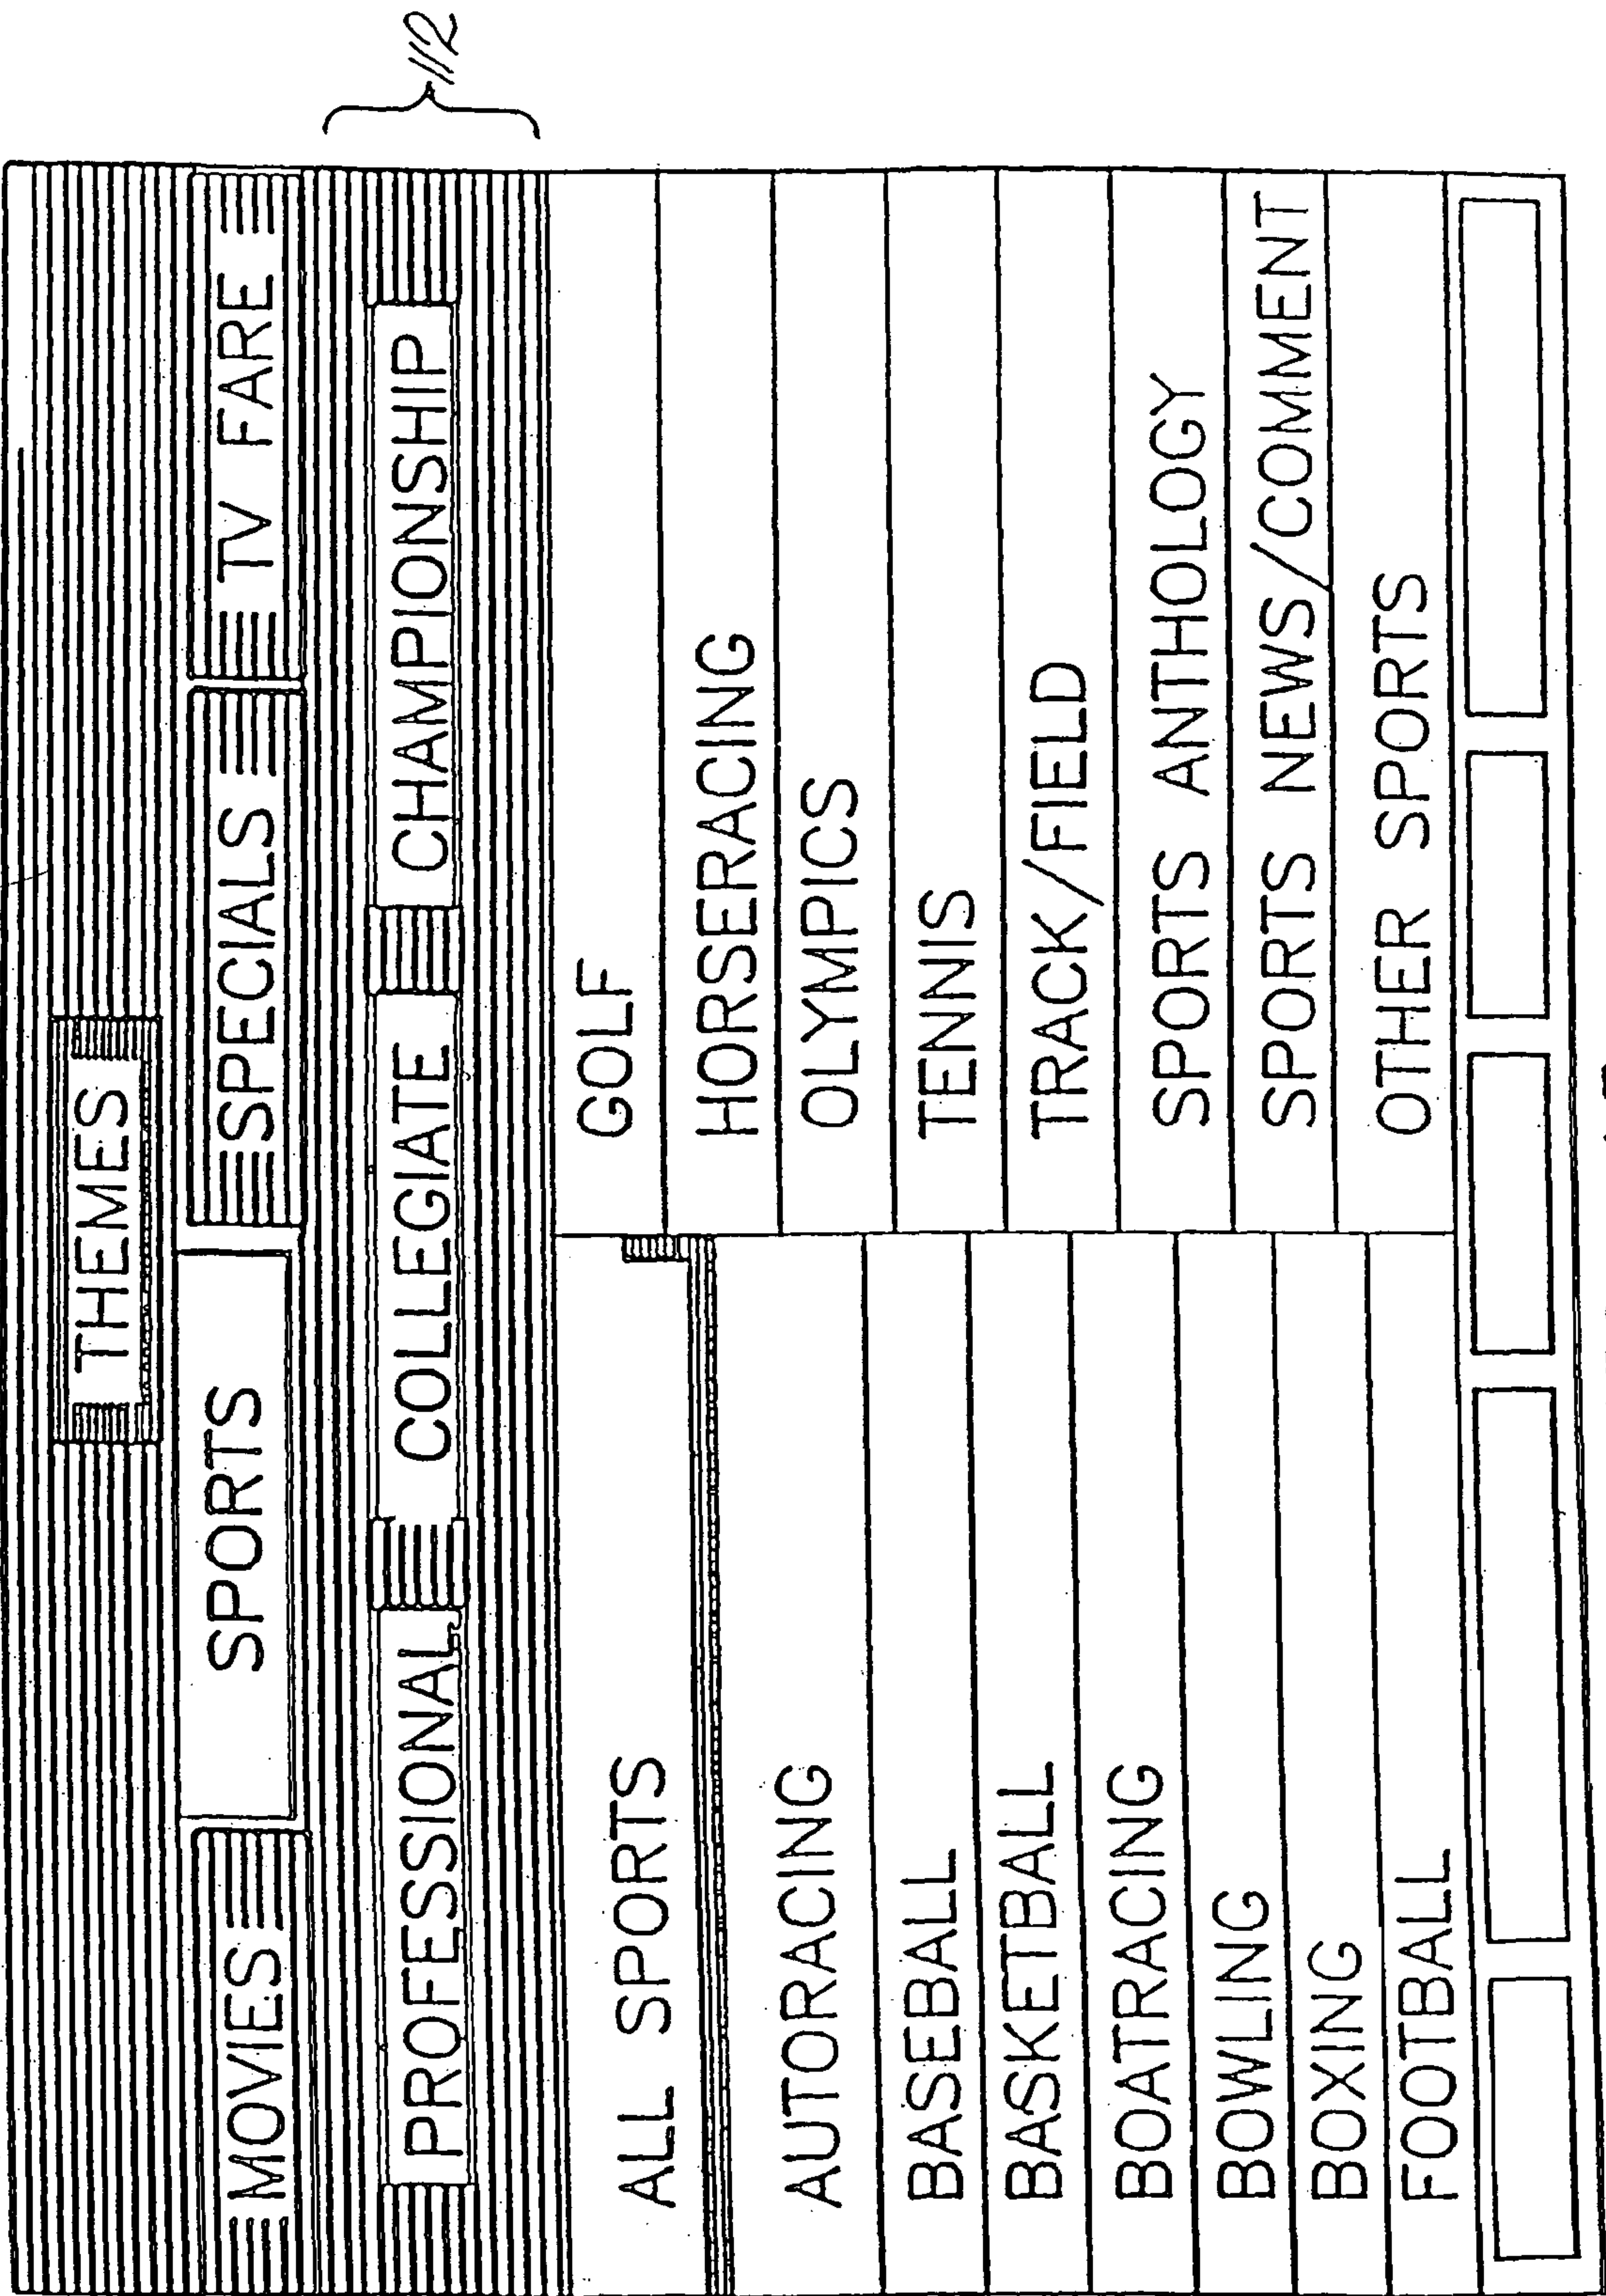 THEMES
MOVIES SPORTS SPECIALS TV FARE
PROFESSIONAL COLLEGIATE CHAMPIONSHIP
112
ALL SPORTS
AUTORACING
BASEBALL
BASKETBALL
BOATRACING
BOWLING
BOXING
FOOTBALL
GOLF
HORSERACING
OLYMPICS
TENNIS
TRACK/FIELD
SPORTS ANTHOLOGY
SPORTS NEWS/COMMENT
OTHER SPORTS